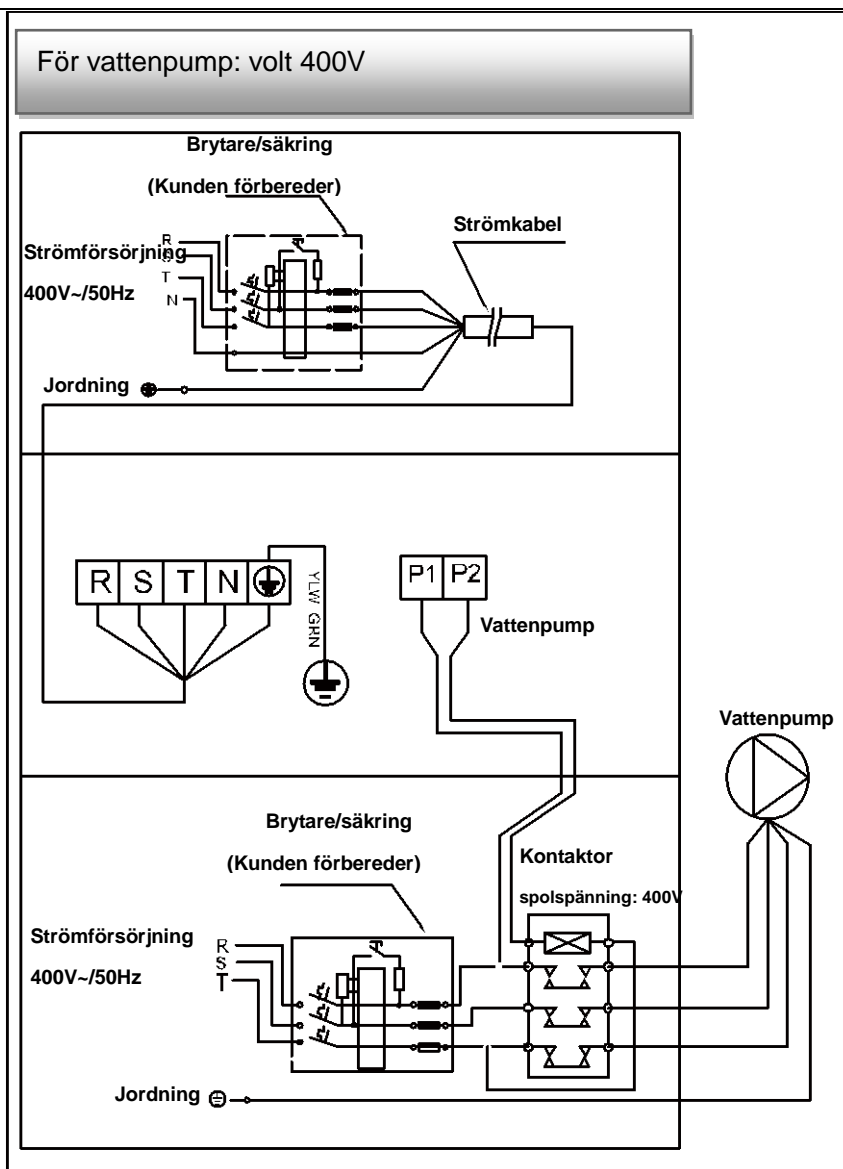 För vattenpump: volt 400V
Brytare/säkring
(Kunden förbereder)
Strömkabel
R
Strömförsörjning
S
T
400V~/50Hz
N
Jordning
R S T N
YLW GRN
P1 P2
Vattenpump
Vattenpump
Brytare/säkring
(Kunden förbereder)
Kontaktor
spolspänning: 400V
Strömförsörjning
R
S
400V~/50Hz
T
Jordning